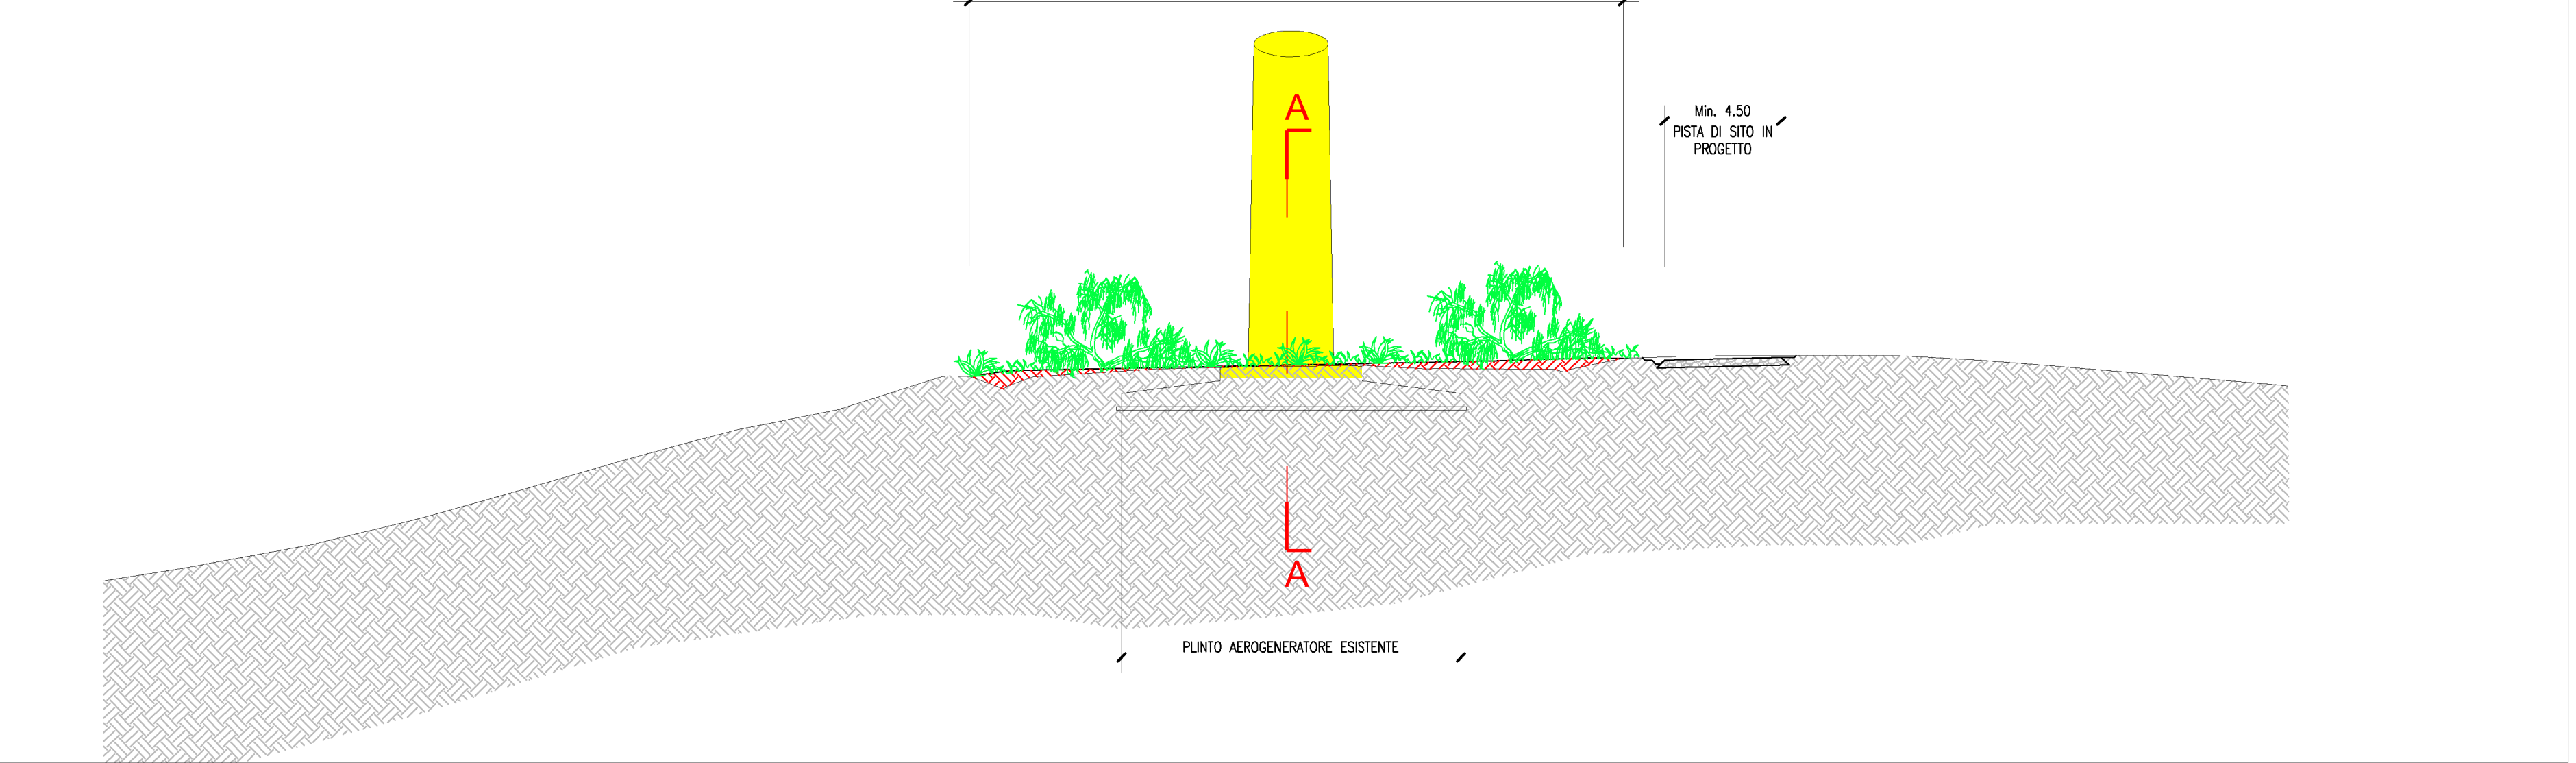 A
Min. 4.50
PISTA DI SITO IN
PROGETTO
A
PLINTO AEROGENERATORE ESISTENTE